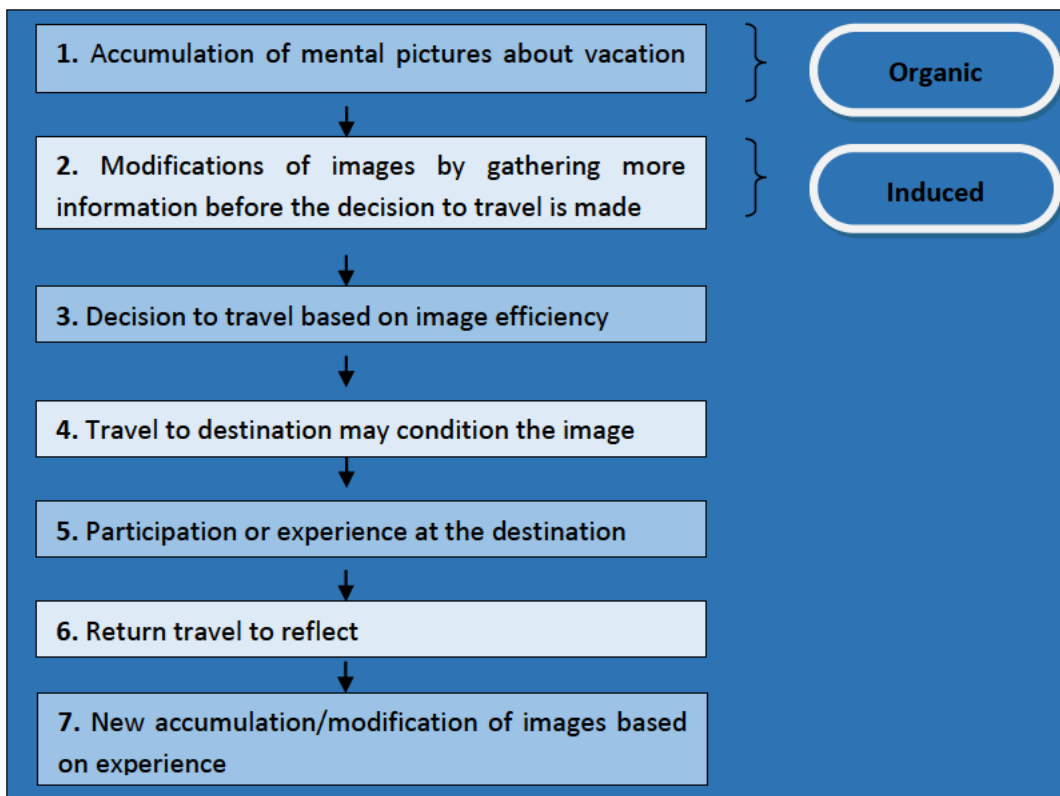 1. Accumulation of mental pictures about vacation
Organic
2. Modifications of images by gathering more
information before the decision to travel is made
Induced
3. Decision to travel based on image efficiency
4. Travel to destination may condition the image
5. Participation or experience at the destination
6. Return travel to reflect
7. New accumulation/modification of images based
on experience